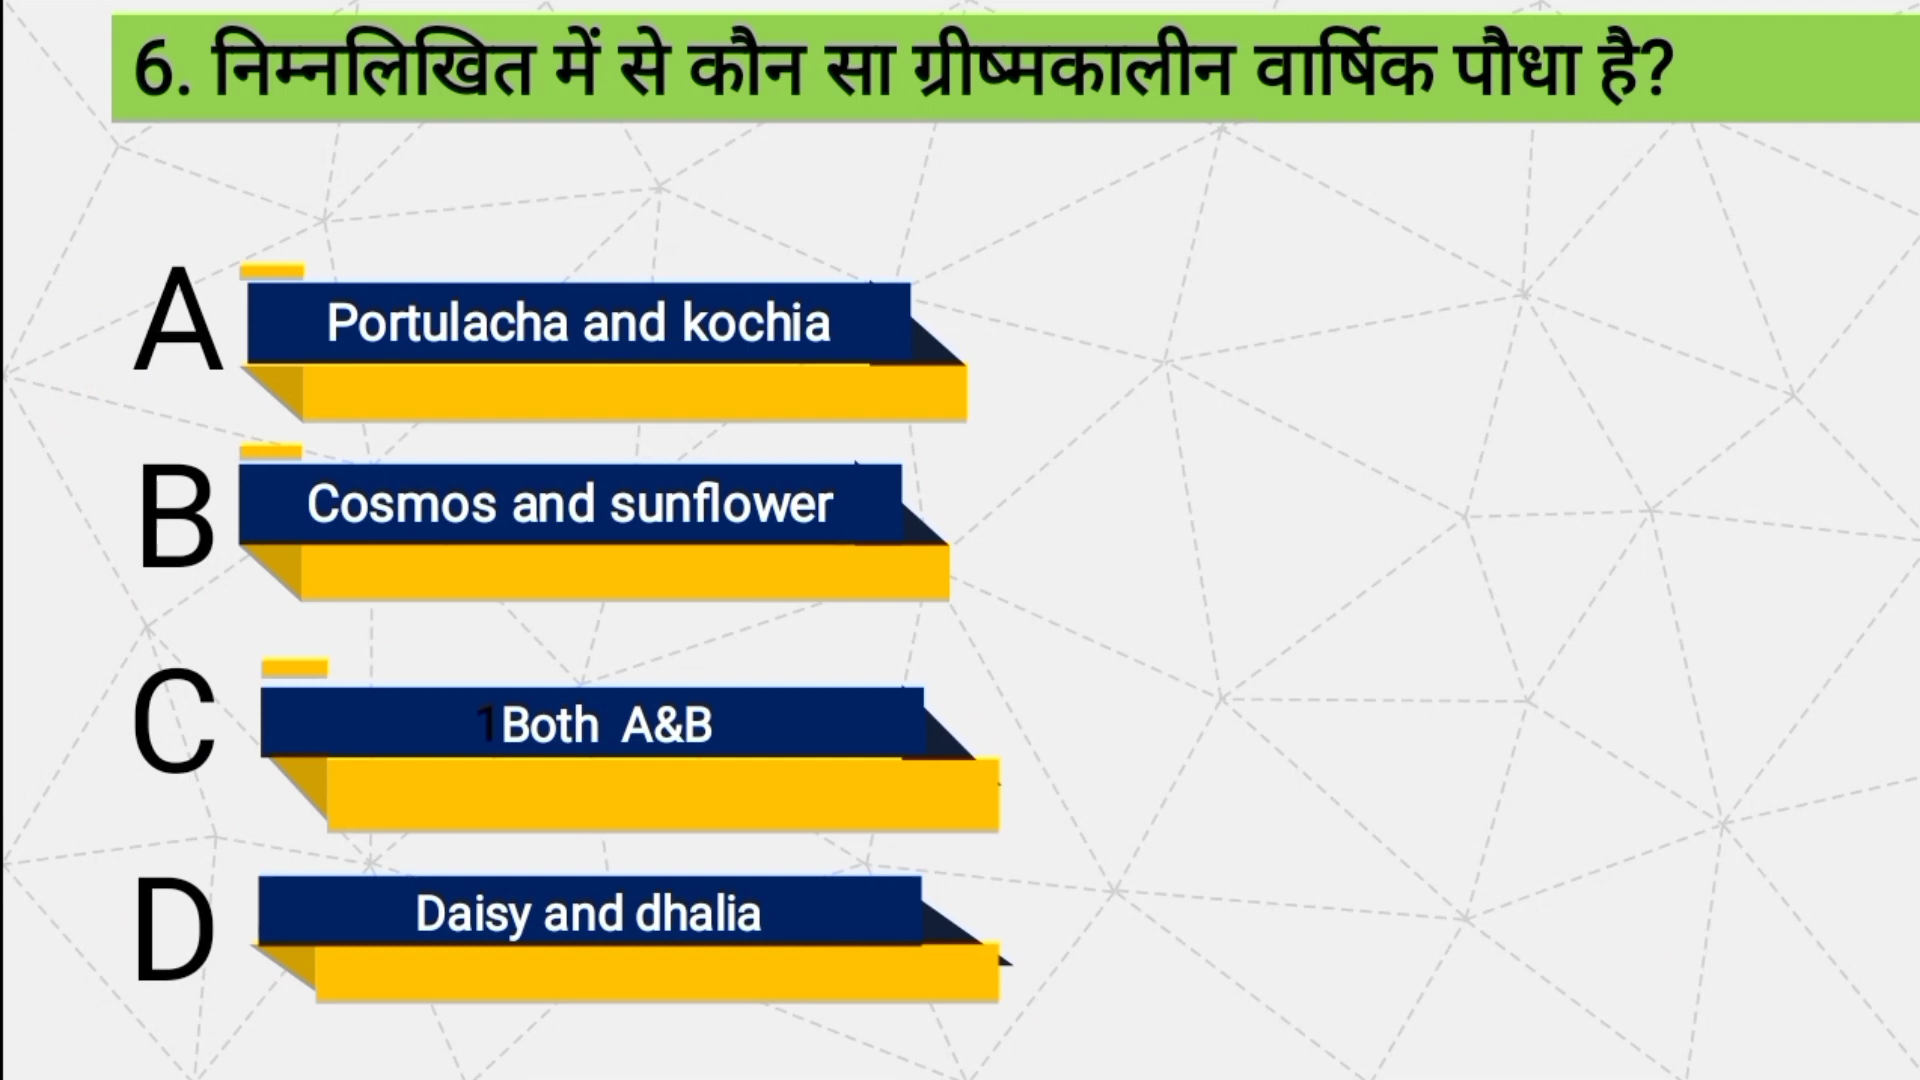 6. निम्नलिखित में से कौन सा ग्रीष्मकालीन वार्षिक पौधा है?
A Portulacha and kochia
B Cosmos and sunflower
C 1Both A&B
D Daisy and dhalia